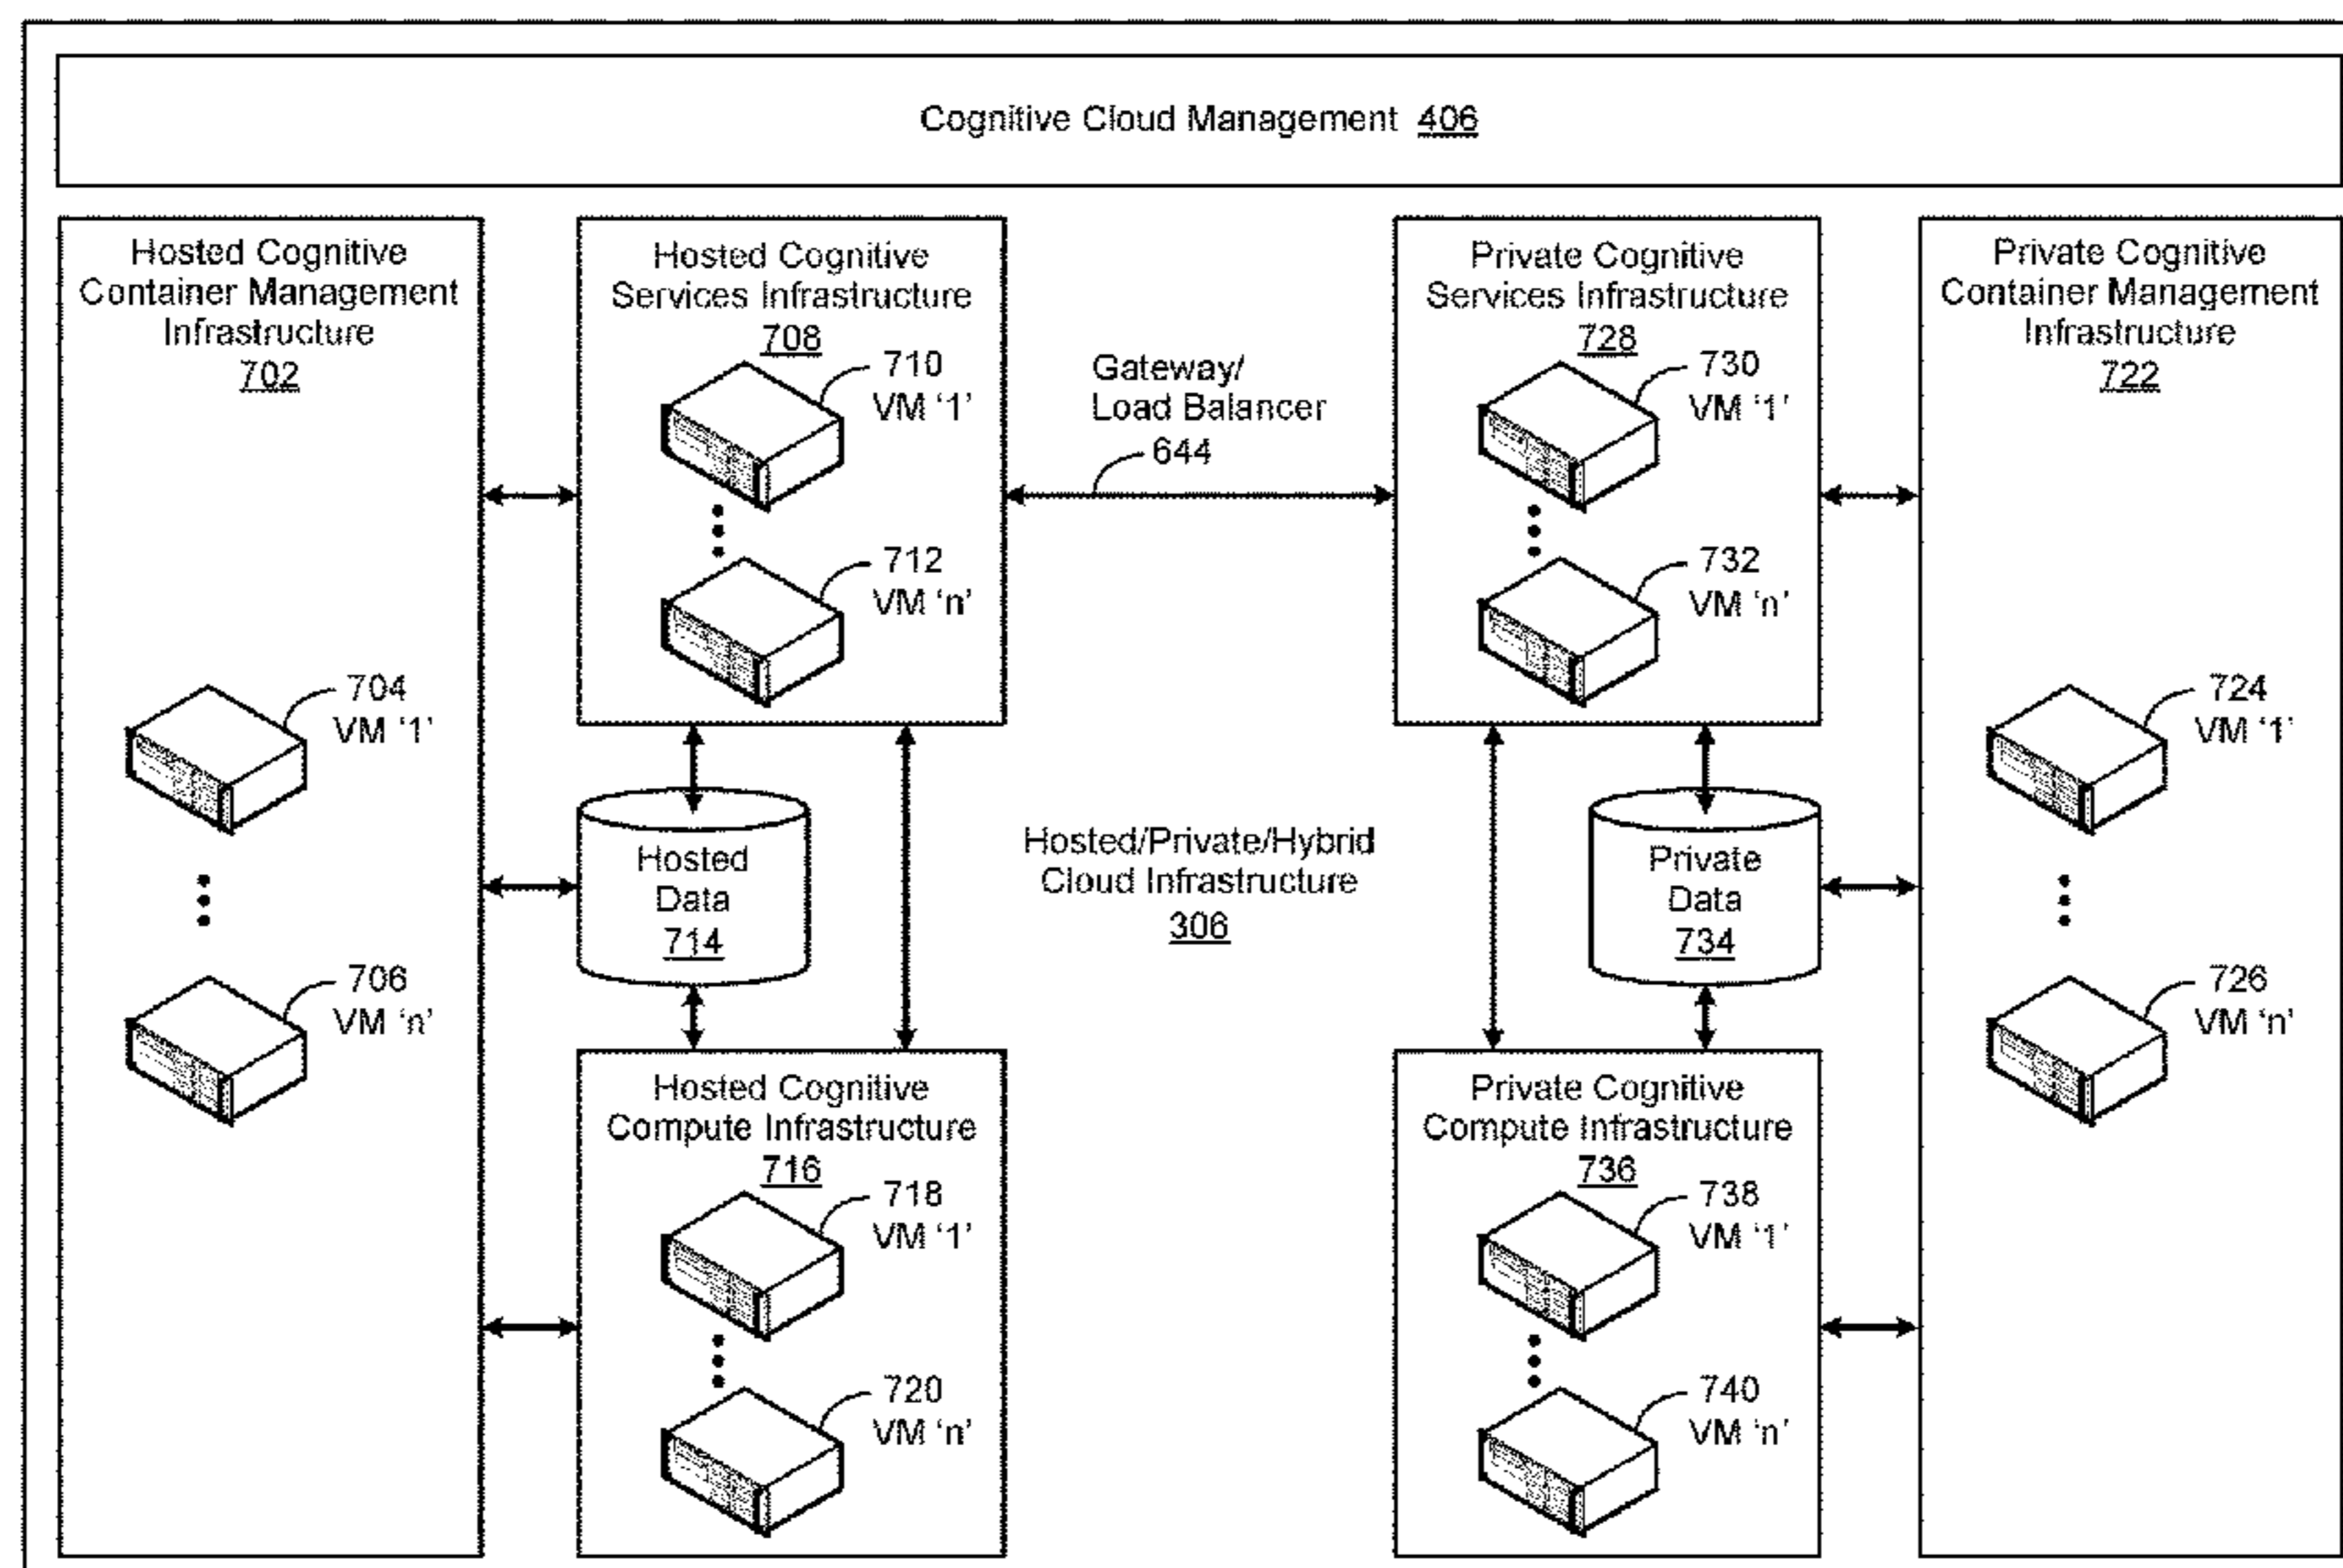 Cognitive Cloud Management 406
Hosted Cognitive
Container Management
Infrastructure
702
704
VM ‘1’
706
VM ‘n’
Hosted Cognitive
Services Infrastructure
708
710
VM ‘1’
712
VM ‘n’
Gateway/
Load Balancer
644
Private Cognitive
Services Infrastructure
728
730
VM ‘1’
732
VM ‘n’
Private Cognitive
Container Management
Infrastructure
722
724
VM ‘1’
726
VM ‘n’
Hosted
Data
714
Hosted/Private/Hybrid
Cloud Infrastructure
306
Private
Data
734
Hosted Cognitive
Compute Infrastructure
716
718
VM ‘1’
720
VM ‘n’
Private Cognitive
Compute Infrastructure
736
738
VM ‘1’
740
VM ‘n’